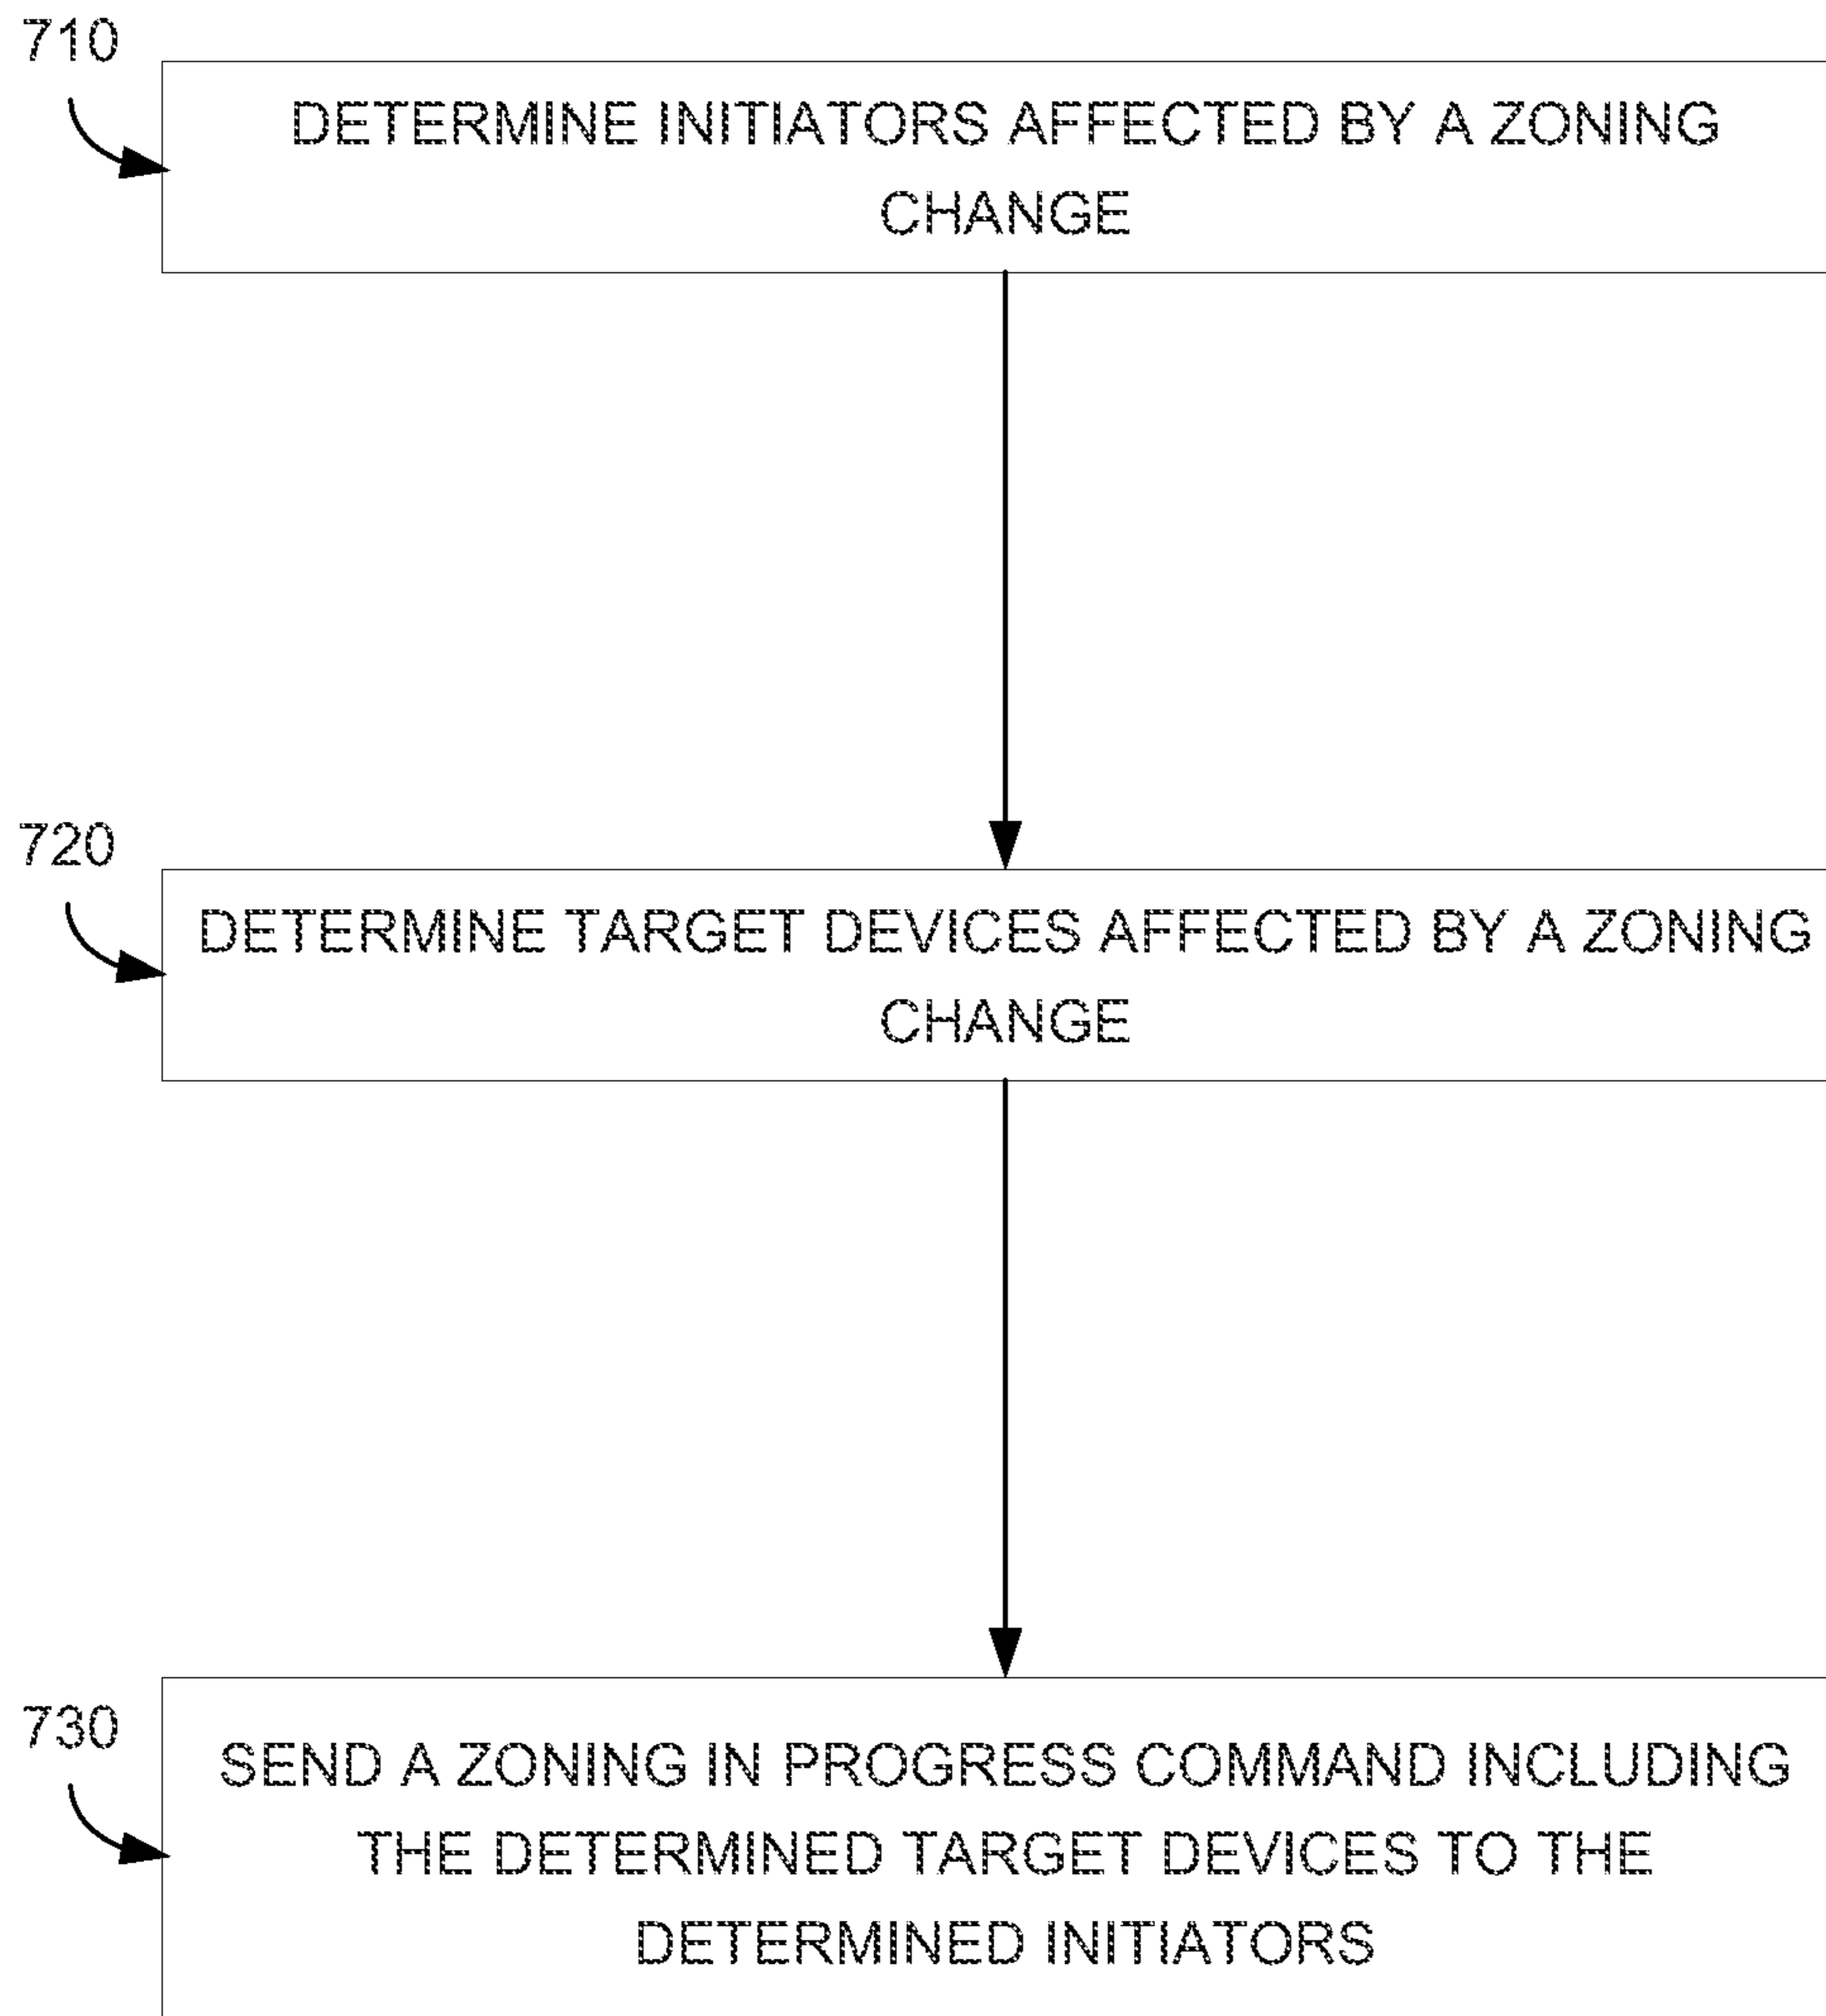 710
DETERMINE INITIATORS AFFECTED BY A ZONING
CHANGE
720
DETERMINE TARGET DEVICES AFFECTED BY A ZONING
CHANGE
730
SEND A ZONING IN PROGRESS COMMAND INCLUDING
THE DETERMINED TARGET DEVICES TO THE
DETERMINED INITIATORS